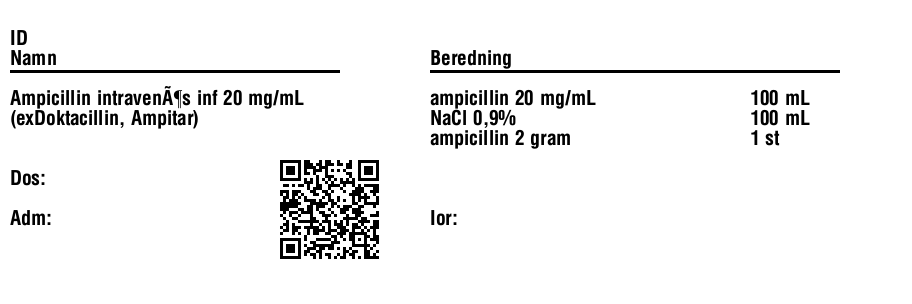 ID
Namn
Beredning
Ampicillin intravenÃ¶s inf 20 mg/mL
(exDoktacillin, Ampitar)
ampicillin 20 mg/mL 100 mL
NaCl 0,9% 100 mL
ampicillin 2 gram 1 st
Dos:
Adm:
Ior: